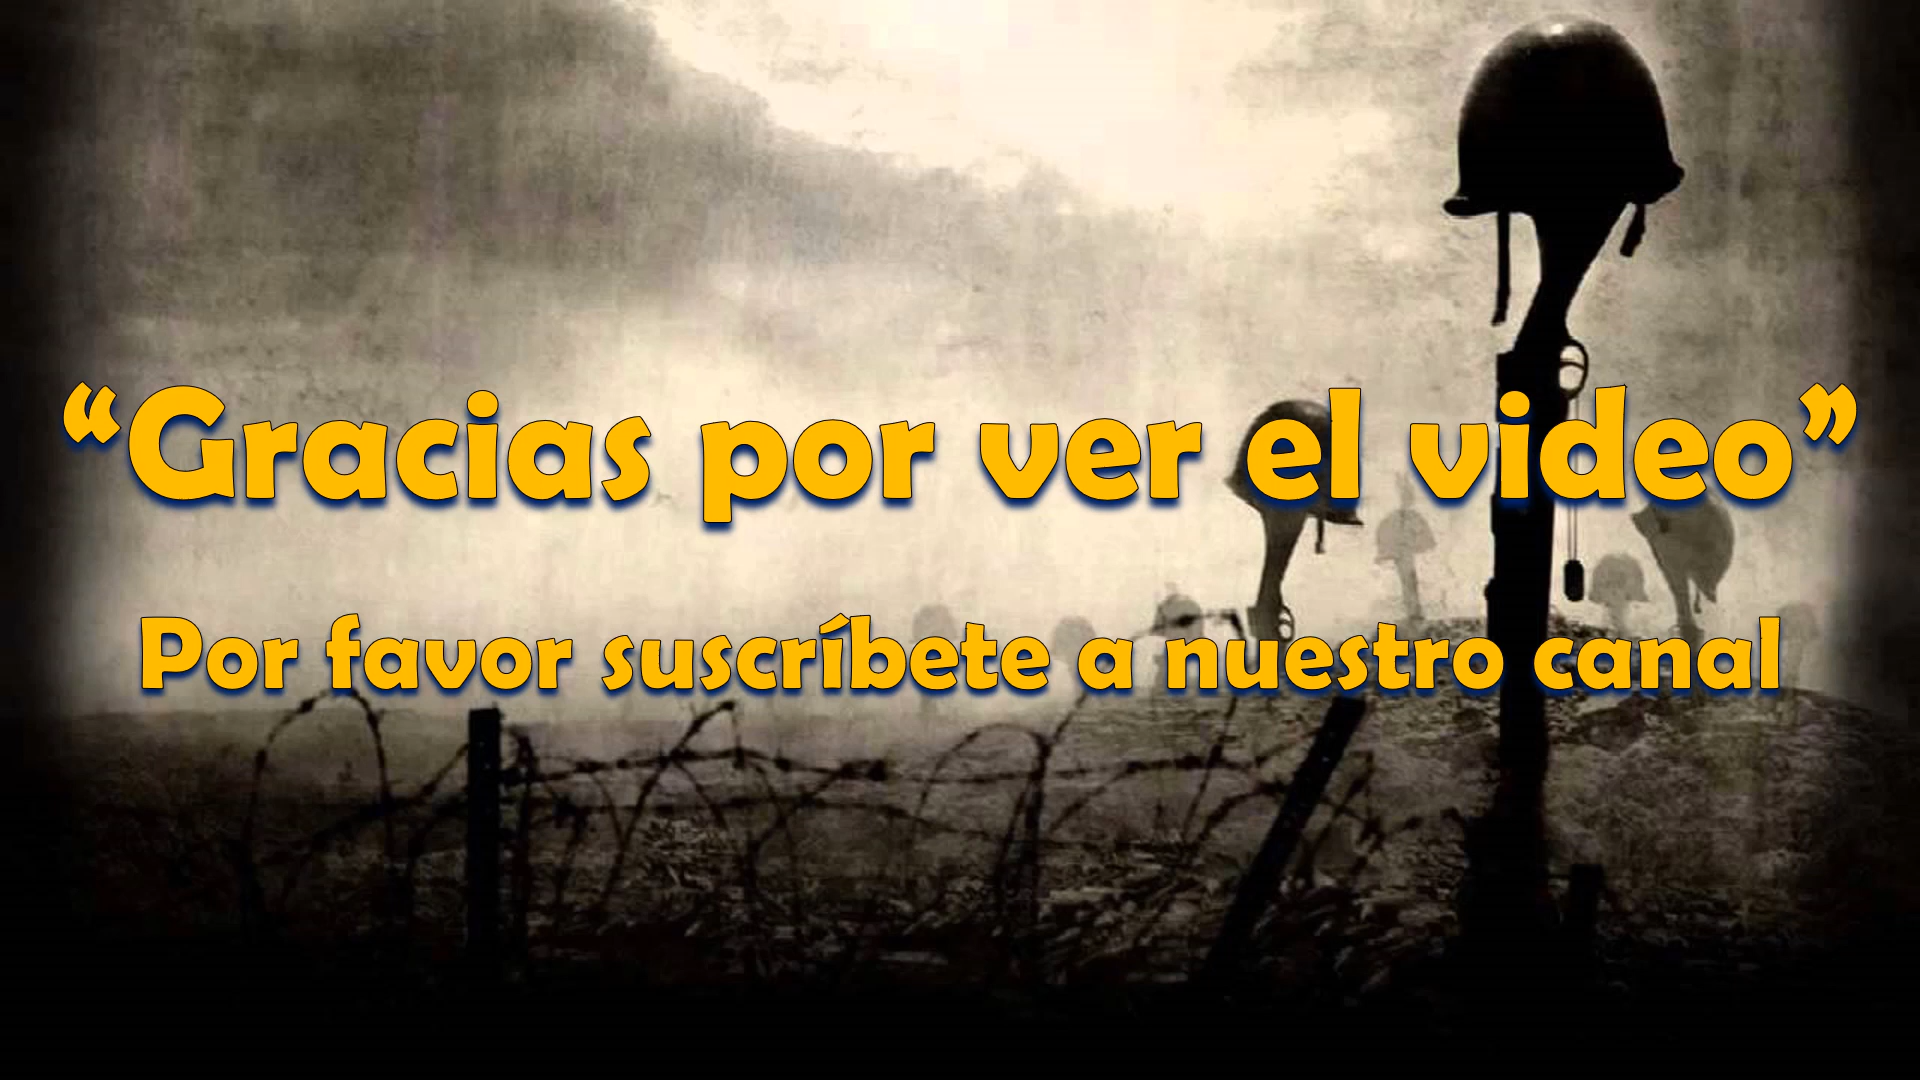 “Gracias por ver el video”
Por favor suscríbete a nuestro canal